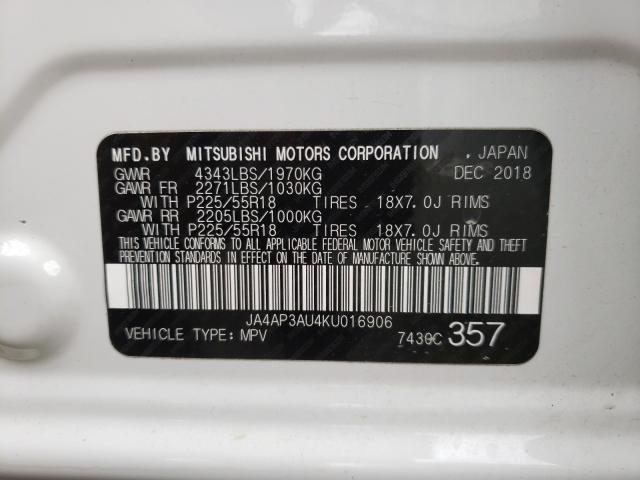 MFD.BY MITSUBISHI MOTORS CORPORATION , JAPAN
GVWR 4343LBS/1970KG DEC 2018
GAWR FR 2271LBS/1030KG
WITH P225/55R18 TIRES 18X7.0J RIMS
GAWR RR 2205LBS/1000KG
WITH P225/55R18 TIRES 18X7.0J RIMS
THIS VEHICLE CONFORMS TO ALL APPLICABLE FEDERAL MOTOR VEHICLE SAFETY AND THEFT
PREVENTION STANDARDS IN EFFECT ON THE DATE OF MANUFACTURE SHOWN ABOVE.
JA4AP3AU4KU016906
VEHICLE TYPE: MPV 7430C 357